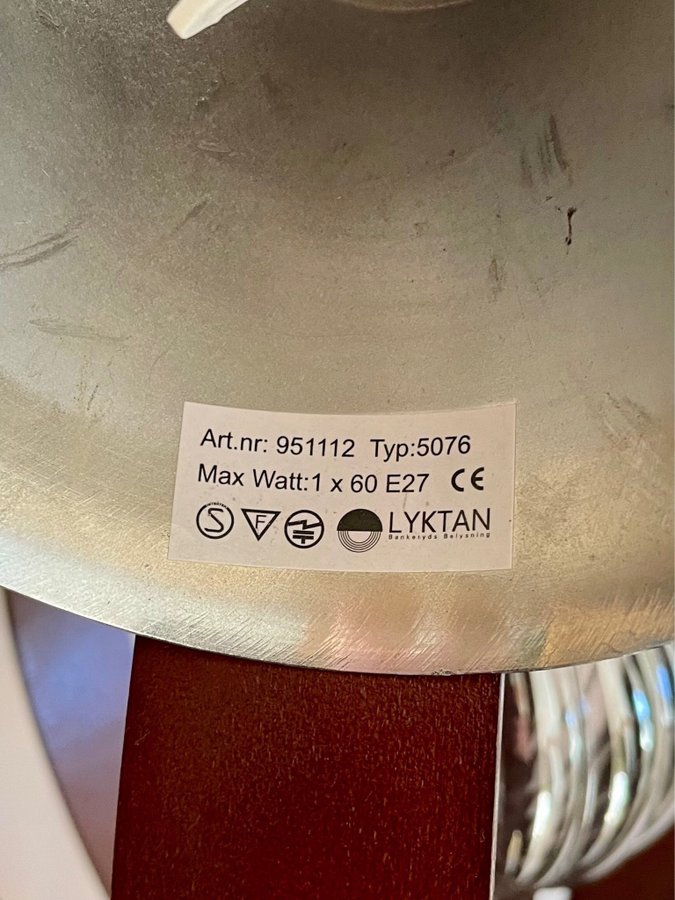 Art.nr: 951112 Typ:5076
Max Watt:1 x 60 E27 CE
S F LYKTAN
Bankeryds Belysning